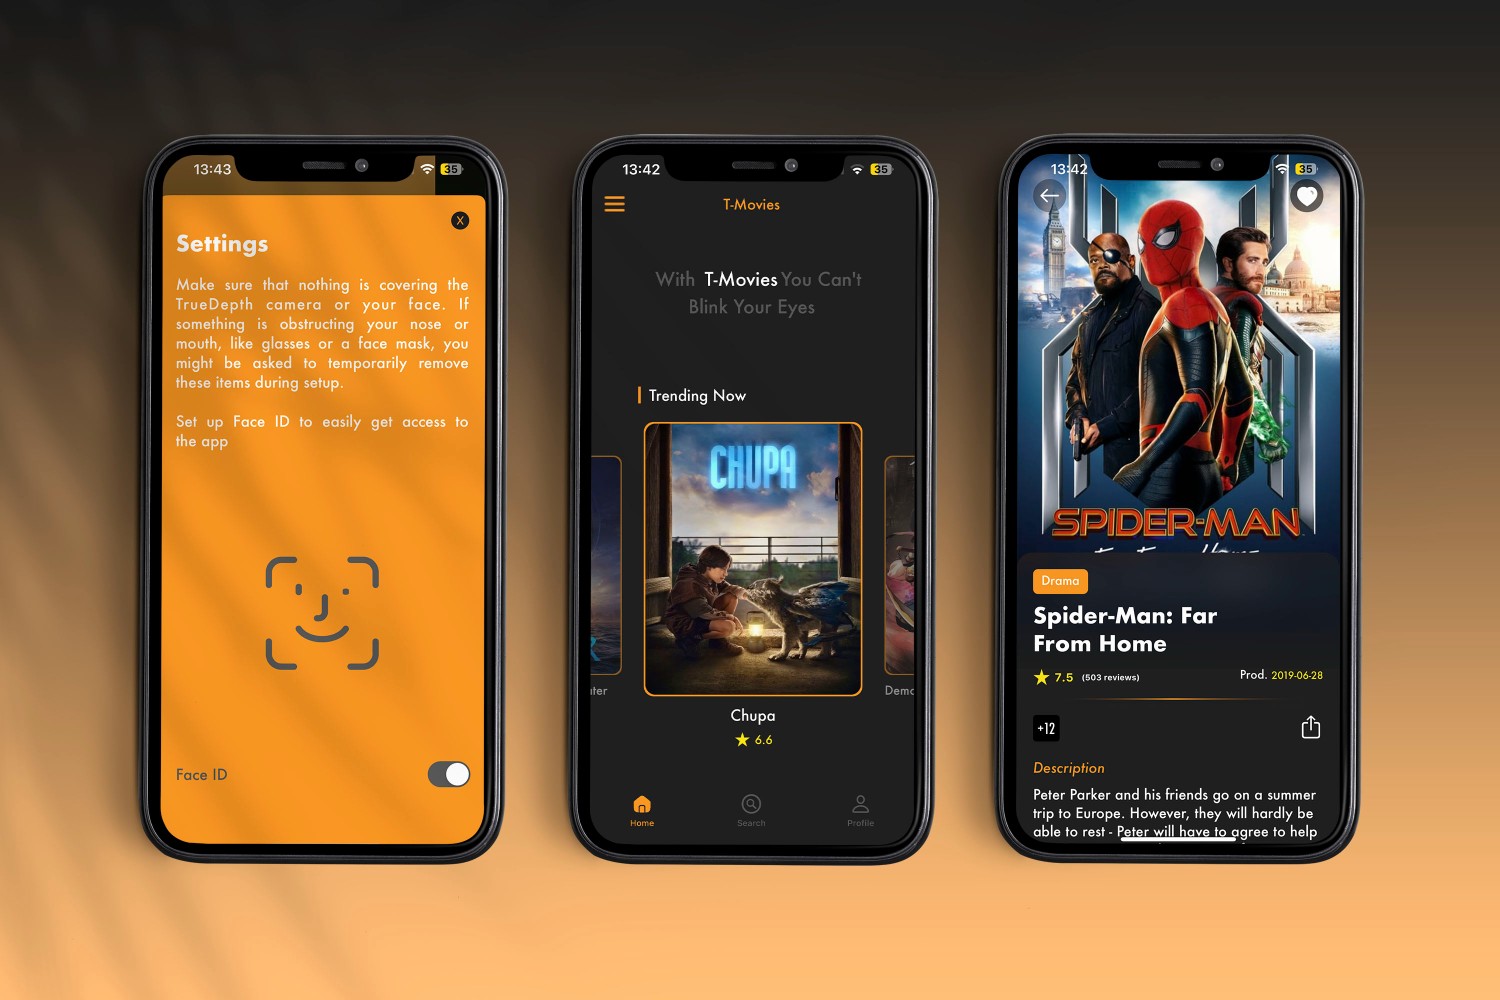 13:43
35
X
Settings
Make sure that nothing is covering the
TrueDepth camera or your face. If
something is obstructing your nose or
mouth, like glasses or a face mask, you
might be asked to temporarily remove
these items during setup.
Set up Face ID to easily get access to
the app
Face ID
13:42
35
T-Movies
With T-Movies You Can't
Blink Your Eyes
Trending Now
CHUPA
Chupa
6.6
Home
Search
Profile
13:42
35
SPIDER-MAN
Drama
Spider-Man: Far
From Home
7.5 (503 reviews)
Prod. 2019-06-28
+12
Description
Peter Parker and his friends go on a summer
trip to Europe. However, they will hardly be
able to rest - Peter will have to agree to help